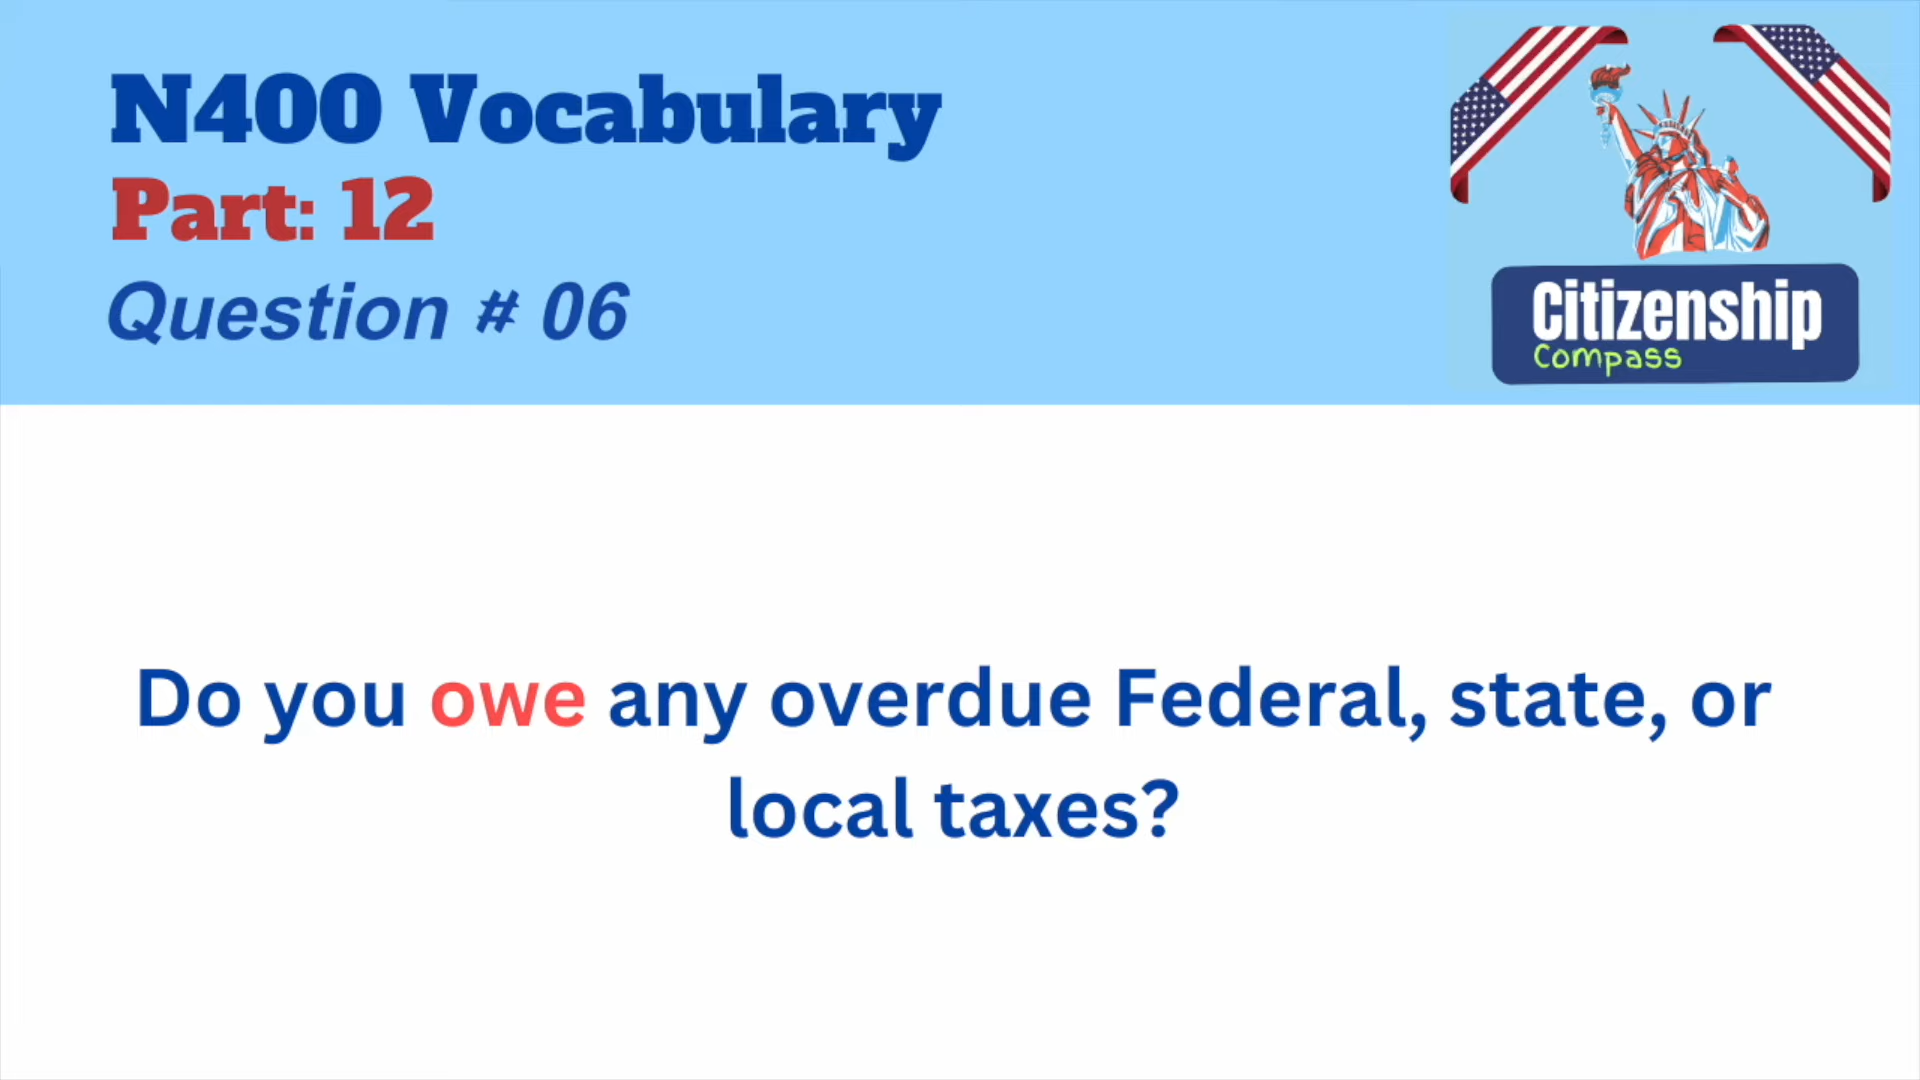 N400 Vocabulary
Part: 12
Question # 06
Citizenship
Compass
Do you owe any overdue Federal, state, or
local taxes?